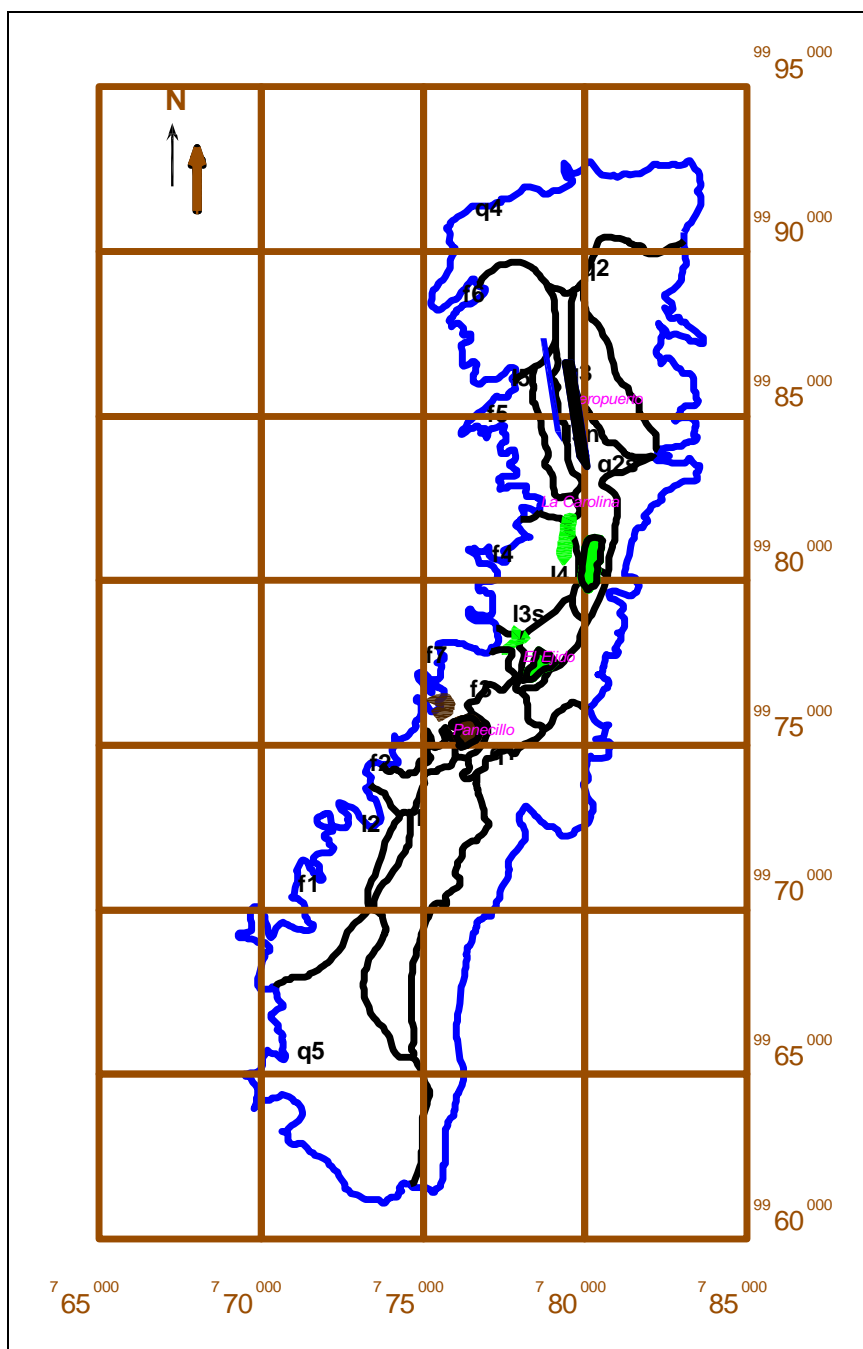 99 95 000
N
q4
99 90 000
q2
f6
l5
99 85 000
f5
q2s
La Carolina
99 80 000
f4
l4
l3s
f7
El Ejido
f3
99 75 000
Panecillo
f2
l2
99 70 000
f1
99 65 000
q5
99 60 000
7 65 000
7 70 000
7 75 000
7 80 000
7 85 000